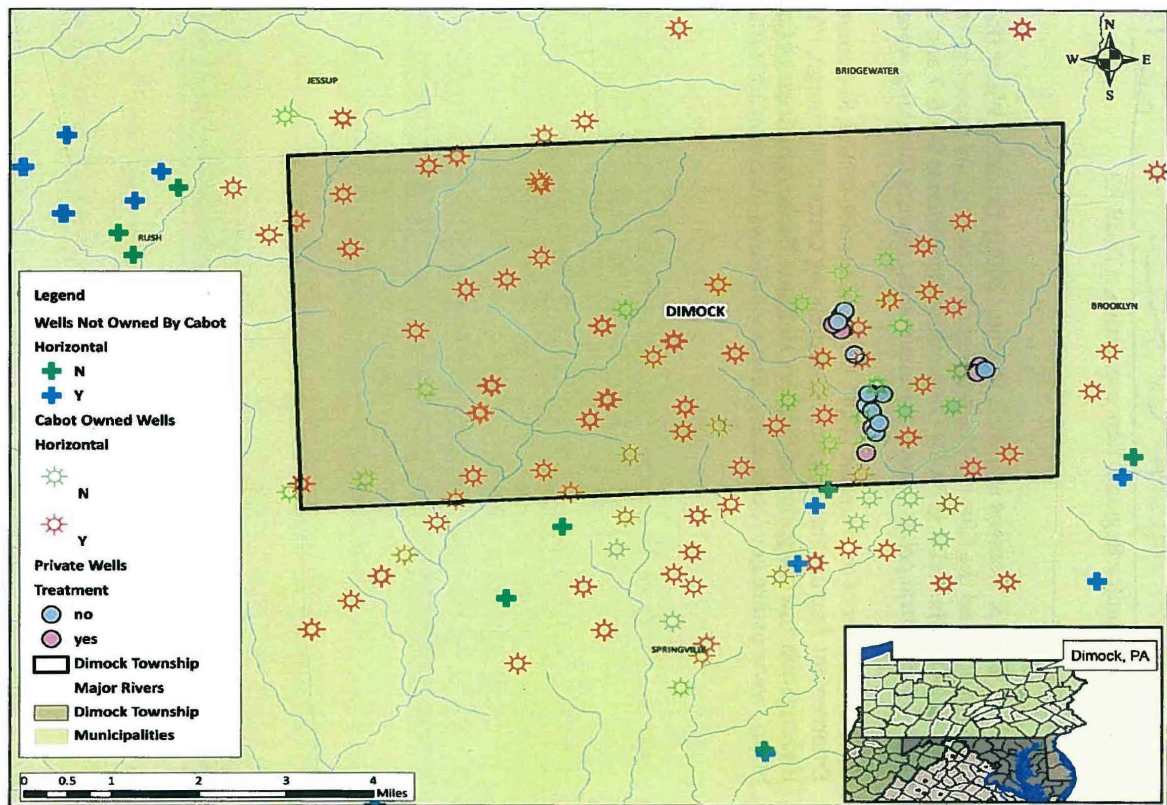 N
W E
S
JESSUP
BRIDGEWATER
RUSH
DIMOCK
BROOKLYN
SPRINGVILLE
Legend
Wells Not Owned By Cabot
Horizontal
N
Y
Cabot Owned Wells
Horizontal
N
Y
Private Wells
Treatment
no
yes
Dimock Township
Major Rivers
Dimock Township
Municipalities
0 0.5 1 2 3 4
Miles
Dimock, PA